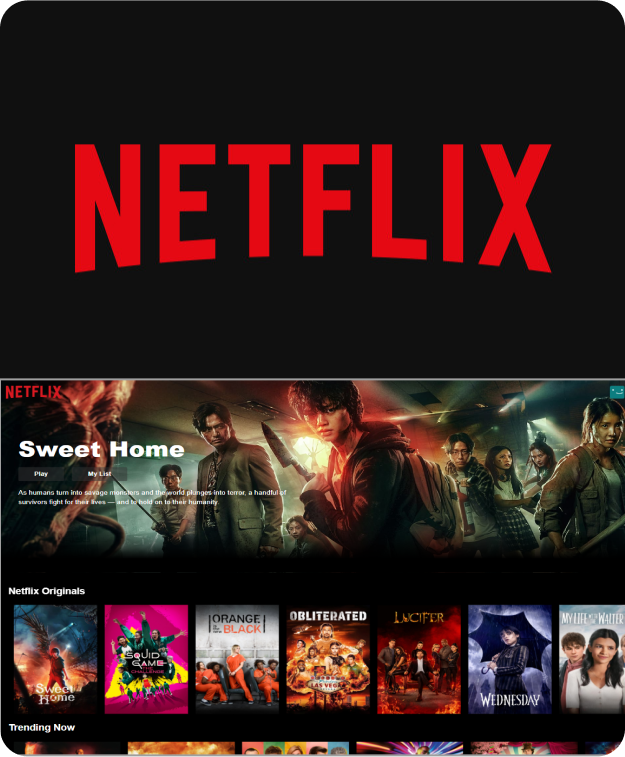 NETFLIX
NETFLIX
Sweet Home
Play My List
As humans turn into savage monsters and the world plunges into terror, a handful of
survivors fight for their lives — and to hold on to their humanity.
Netflix Originals
Sweet
Home
SQUID
GAME
THE CHALLENGE
ORANGE
IS THE NEW
BLACK
OBLITERATED
LAS VEGAS
LUCIFER
WEDNESDAY
MY LIFE WITH THE WALTER
Trending Now